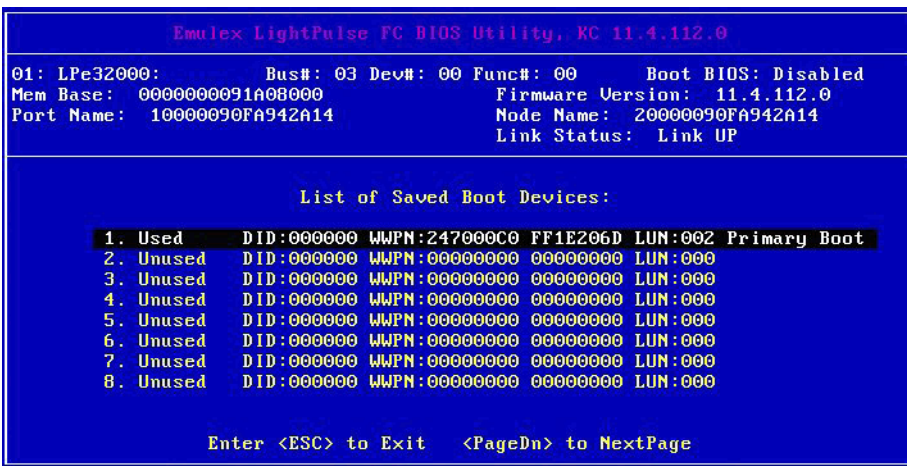 Emulex LightPulse FC BIOS Utility, KC 11.4.112.0
01: LPe32000: Bus#: 03 Dev#: 00 Func#: 00 Boot BIOS: Disabled
Mem Base: 0000000091A08000 Firmware Version: 11.4.112.0
Port Name: 10000090FA942A14 Node Name: 20000090FA942A14
Link Status: Link UP
List of Saved Boot Devices:
1. Used DID:000000 WWPN:247000C0 FF1E206D LUN:002 Primary Boot
2. Unused DID:000000 WWPN:00000000 00000000 LUN:000
3. Unused DID:000000 WWPN:00000000 00000000 LUN:000
4. Unused DID:000000 WWPN:00000000 00000000 LUN:000
5. Unused DID:000000 WWPN:00000000 00000000 LUN:000
6. Unused DID:000000 WWPN:00000000 00000000 LUN:000
7. Unused DID:000000 WWPN:00000000 00000000 LUN:000
8. Unused DID:000000 WWPN:00000000 00000000 LUN:000
Enter <ESC> to Exit <PageDn> to NextPage